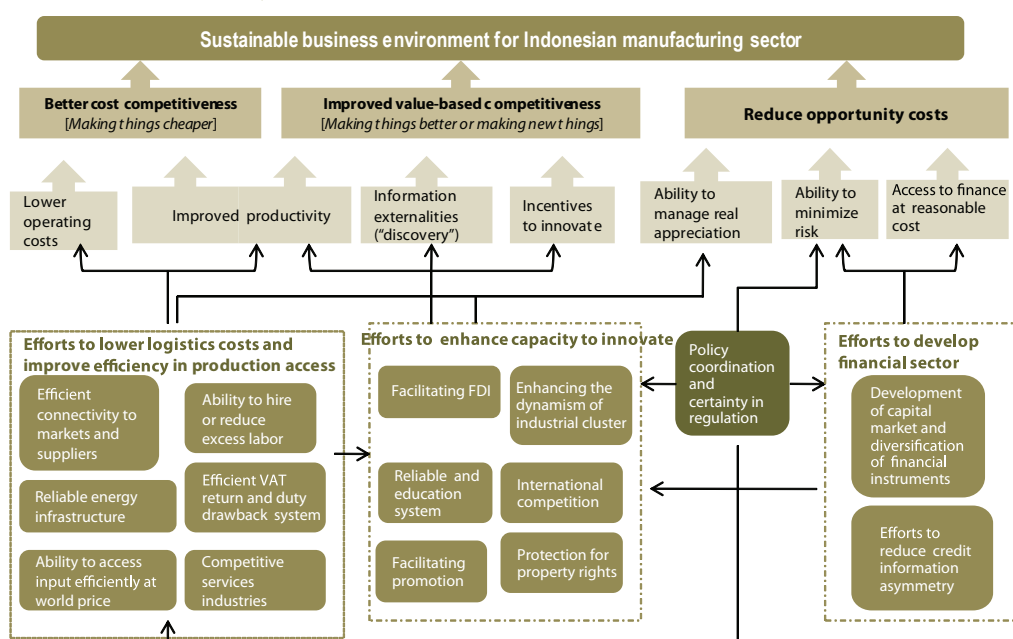 Sustainable business environment for Indonesian manufacturing sector
Better cost competitiveness
[Making things cheaper]
Improved value-based competitiveness
[Making things better or making new things]
Reduce opportunity costs
Lower
operating
costs
Improved productivity
Information
externalities
(“discovery”)
Incentives
to innovate
Ability to
manage real
appreciation
Ability to
minimize
risk
Access to finance
at reasonable
cost
Efforts to lower logistics costs and
improve efficiency in production access
Efficient
connectivity to
markets and
suppliers
Ability to hire
or reduce
excess labor
Reliable energy
infrastructure
Efficient VAT
return and duty
drawback system
Ability to access
input efficiently at
world price
Competitive
services
industries
Efforts to enhance capacity to innovate
Facilitating FDI
Enhancing the
dynamism of
industrial cluster
Reliable and
education
system
International
competition
Facilitating
promotion
Protection for
property rights
Policy
coordination
and
certainty in
regulation
Efforts to develop
financial sector
Development
of capital
market and
diversification
of financial
instruments
Efforts to
reduce credit
information
asymmetry